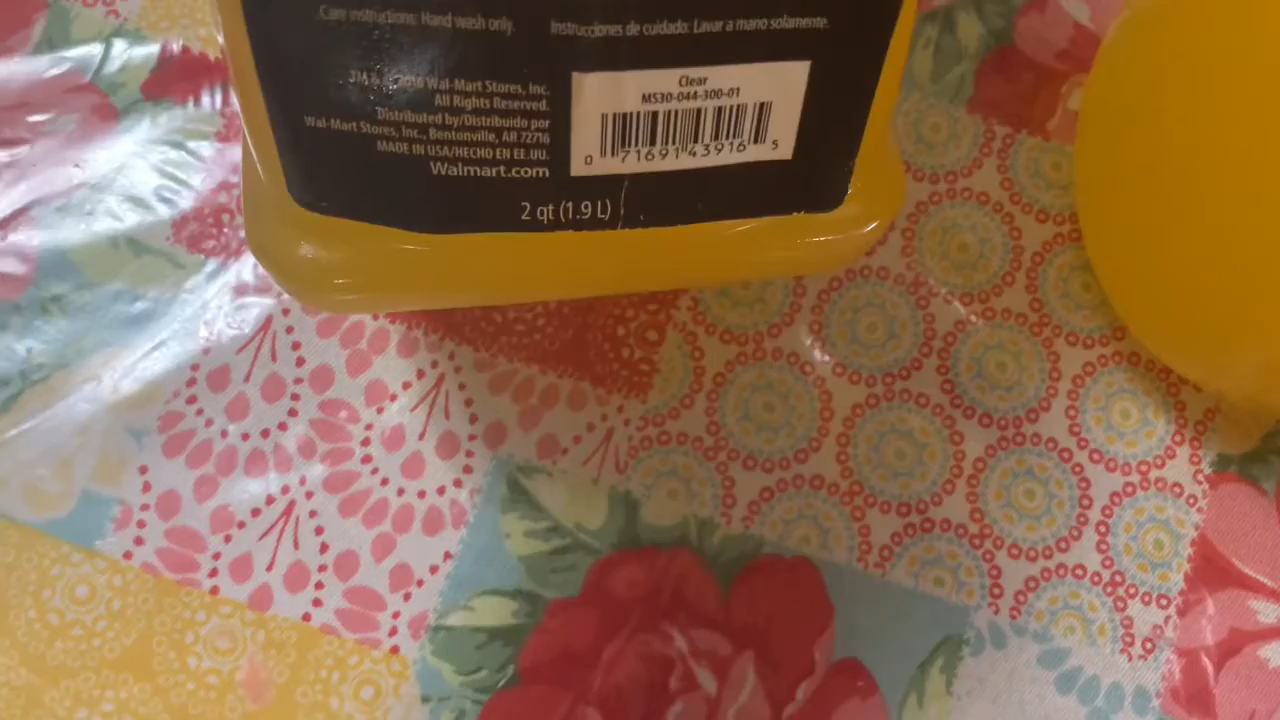 Care instructions: Hand wash only.
Instrucciones de cuidado: Lavar a mano solamente.
2016 Wal-Mart Stores, Inc.
All Rights Reserved.
Distributed by/Distribuido por
Wal-Mart Stores, Inc., Bentonville, AR 72716
MADE IN USA/HECHO EN EE.UU.
Walmart.com
Clear
MS30-044-300-01
0 71691 43916 5
2 qt (1.9 L)